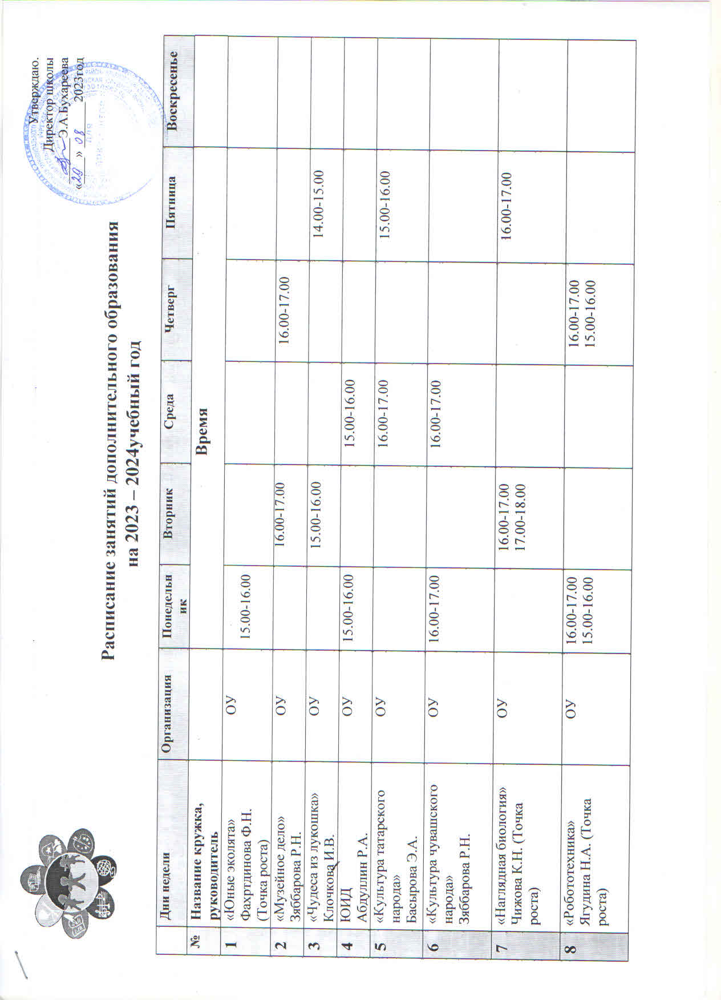 Утверждаю.
Директор школы
Э.А.Бухареева
«29» 08 2023год
Расписание занятий дополнительного образования
на 2023 – 2024учебный год
Дни недели Организация Понедельн Вторник Среда Четверг Пятница Воскресенье
ик
№ Название кружка, Время
руководитель
1 «Юные эколята» ОУ
Фахртдинова Ф.Н. 15.00-16.00
(Точка роста)
2 «Музейное дело» ОУ 16.00-17.00 16.00-17.00
Зяббарова Р.Н.
3 «Чудеса из лукошка» ОУ 15.00-16.00 14.00-15.00
Клочкова И.В.
4 ЮИД ОУ 15.00-16.00 15.00-16.00
Абдуллин Р.А.
5 «Культура татарского ОУ 16.00-17.00 15.00-16.00
народа»
Басырова Э.А.
6 «Культура чувашского ОУ 16.00-17.00 16.00-17.00
народа»
Зяббарова Р.Н.
7 «Наглядная биология» ОУ 16.00-17.00 16.00-17.00
Чижова К.Н. (Точка 17.00-18.00
роста)
8 «Робототехника» ОУ 16.00-17.00 16.00-17.00
Ягудина Н.А. (Точка 15.00-16.00 15.00-16.00
роста)